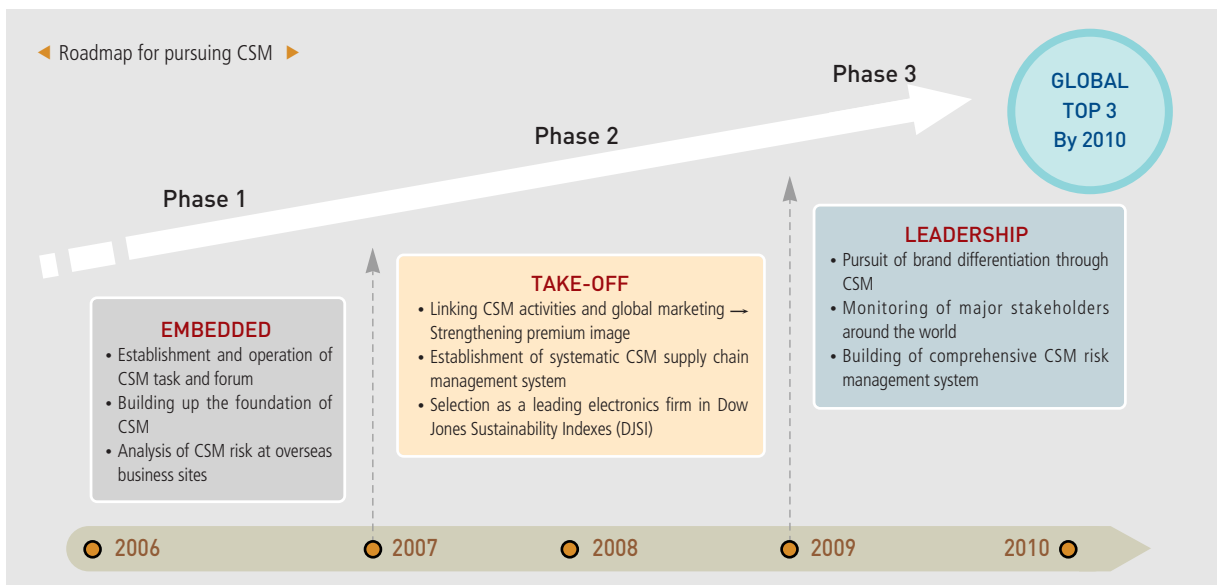 ◀ Roadmap for pursuing CSM ▶
Phase 1
Phase 2
Phase 3
GLOBAL
TOP 3
By 2010
EMBEDDED
• Establishment and operation of
CSM task and forum
• Building up the foundation of
CSM
• Analysis of CSM risk at overseas
business sites
TAKE-OFF
• Linking CSM activities and global marketing →
Strengthening premium image
• Establishment of systematic CSM supply chain
management system
• Selection as a leading electronics firm in Dow
Jones Sustainability Indexes (DJSI)
LEADERSHIP
• Pursuit of brand differentiation through
CSM
• Monitoring of major stakeholders
around the world
• Building of comprehensive CSM risk
management system
2006
2007
2008
2009
2010